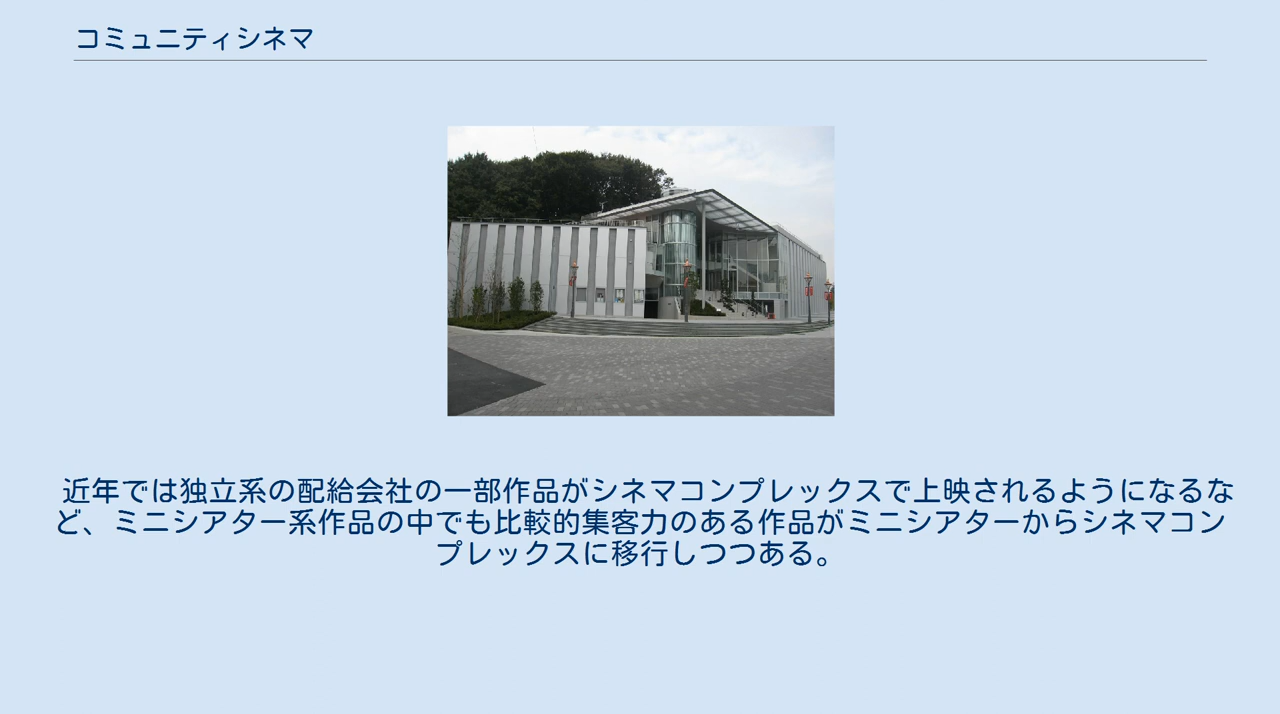 コミュニティシネマ
近年では独立系の配給会社の一部作品がシネマコンプレックスで上映されるようになるな
ど、ミニシアター系作品の中でも比較的集客力のある作品がミニシアターからシネマコン
プレックスに移行しつつある。